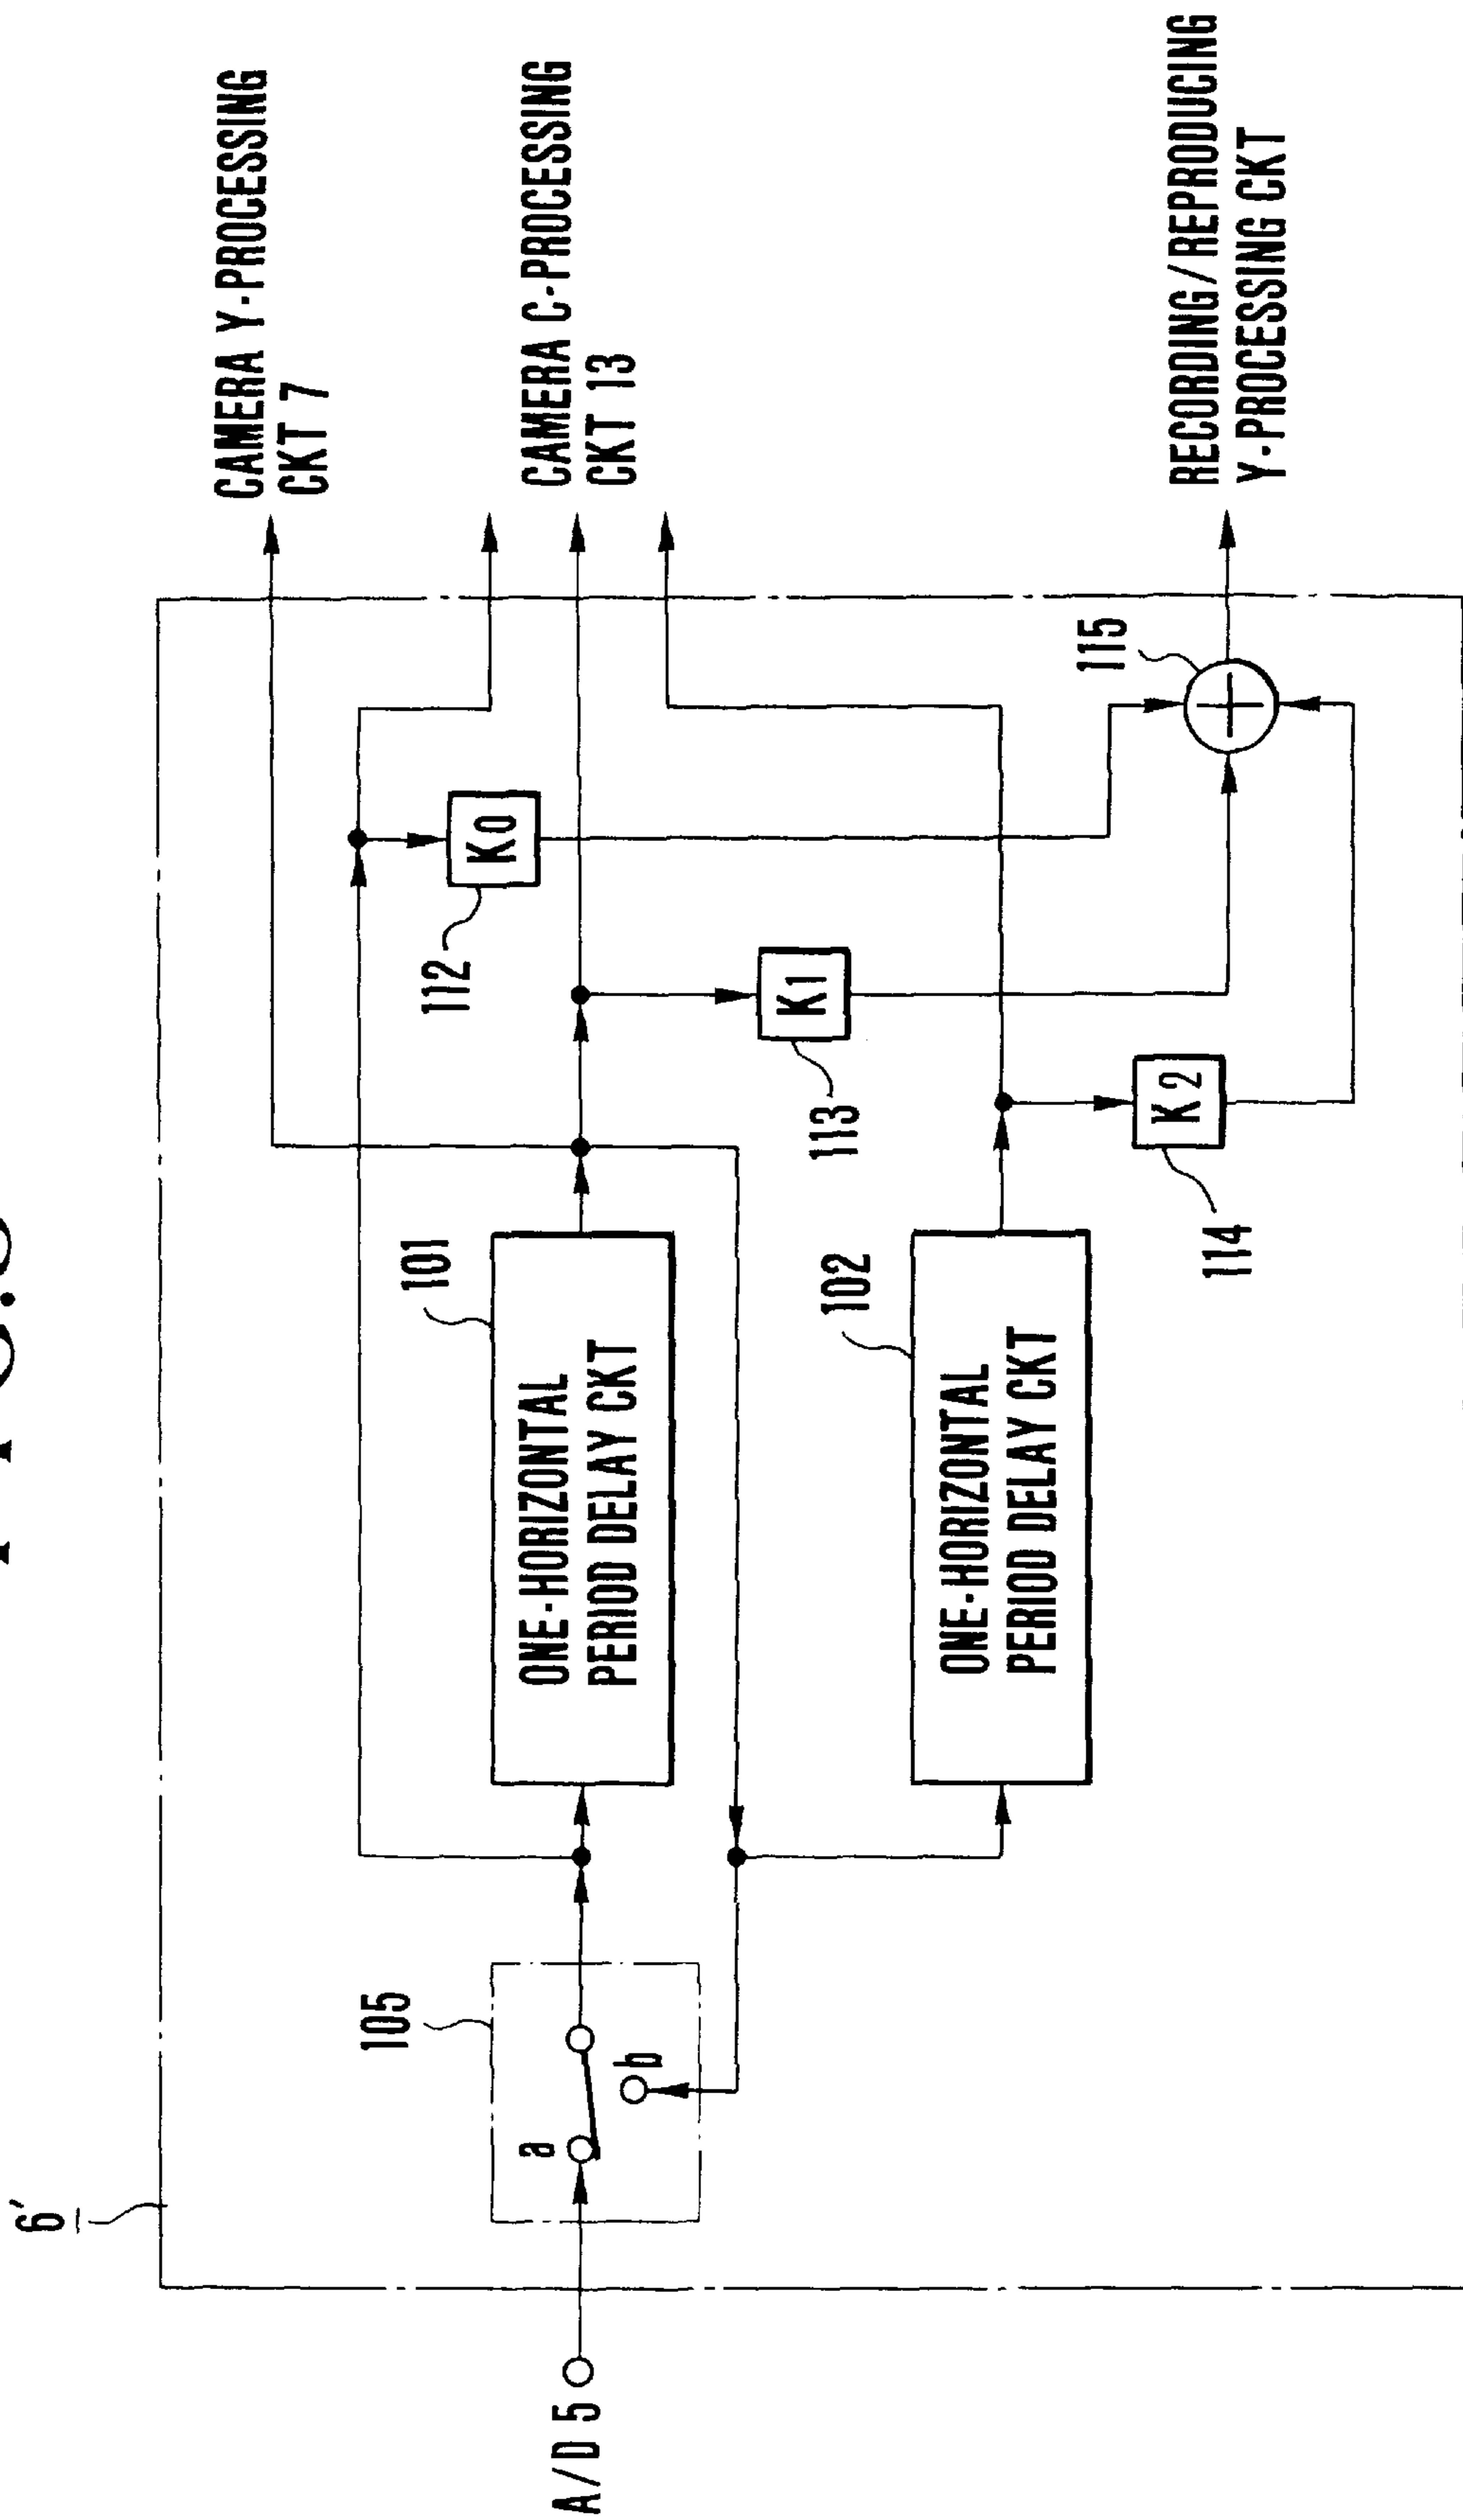 6'
A/D 5
105
a
b
101
ONE-HORIZONTAL
PERIOD DELAY CKT
102
ONE-HORIZONTAL
PERIOD DELAY CKT
112
K0
113
K1
114
K2
115
CAMERA Y-PROCESSING
CKT 7
CAMERA C-PROCESSING
CKT 13
RECORDING/REPRODUCING
Y-PROCESSING CKT